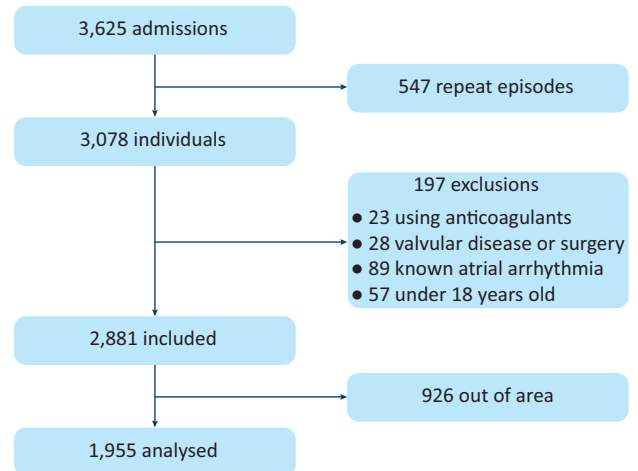 3,625 admissions
547 repeat episodes
3,078 individuals
197 exclusions
● 23 using anticoagulants
● 28 valvular disease or surgery
● 89 known atrial arrhythmia
● 57 under 18 years old
2,881 included
926 out of area
1,955 analysed